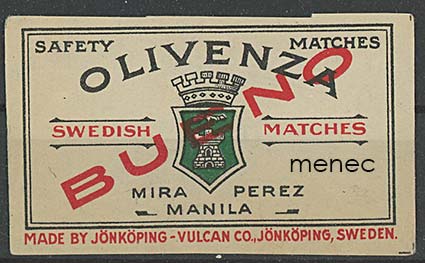 SAFETY MATCHES
OLIVENZA
BUENO
SWEDISH MATCHES
menec
MIRA PEREZ
MANILA
MADE BY JÖNKÖPING - VULCAN CO., JÖNKÖPING, SWEDEN.